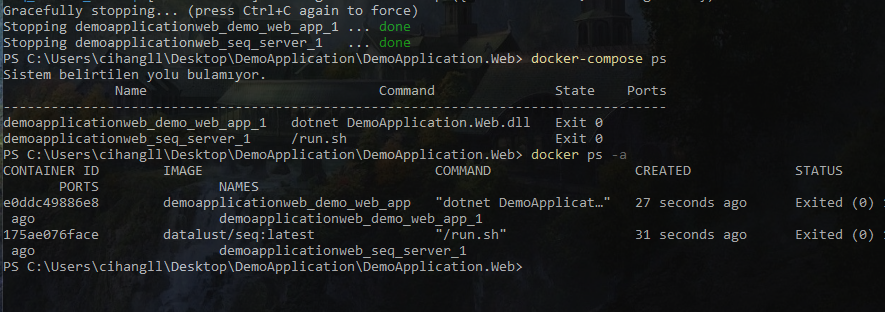 Gracefully stopping... (press Ctrl+C again to force)
Stopping demoapplicationweb_demo_web_app_1 ... done
Stopping demoapplicationweb_seq_server_1   ... done
PS C:\Users\cihangll\Desktop\DemoApplication\DemoApplication.Web> docker-compose ps
Sistem belirtilen yolu bulamıyor.
Name Command State Ports
--------------------------------------------------------------------------------------
demoapplicationweb_demo_web_app_1   dotnet DemoApplication.Web.dll   Exit 0
demoapplicationweb_seq_server_1     /run.sh                          Exit 0
PS C:\Users\cihangll\Desktop\DemoApplication\DemoApplication.Web> docker ps -a
CONTAINER ID        IMAGE                             COMMAND                  CREATED             STATUS
PORTS               NAMES
e0ddc49886e8        demoapplicationweb_demo_web_app   "dotnet DemoApplicat…"   27 seconds ago      Exited (0)
ago                 demoapplicationweb_demo_web_app_1
175ae076face        datalust/seq:latest               "/run.sh"                31 seconds ago      Exited (0)
ago                 demoapplicationweb_seq_server_1
PS C:\Users\cihangll\Desktop\DemoApplication\DemoApplication.Web>